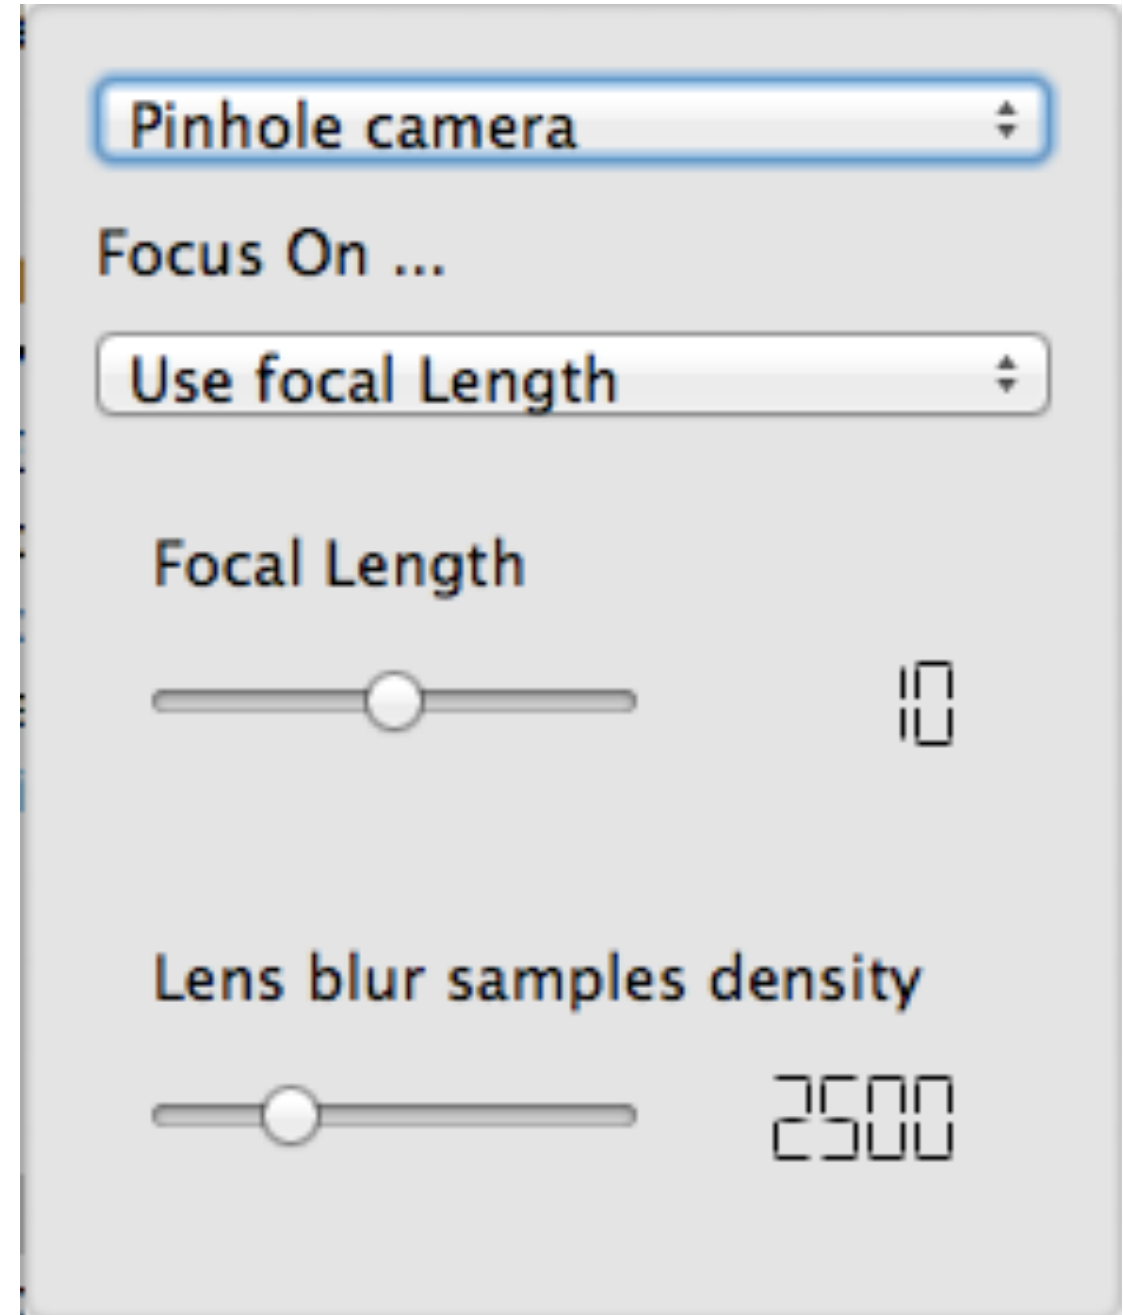 Pinhole camera
Focus On ...
Use focal Length
Focal Length
10
Lens blur samples density
2500